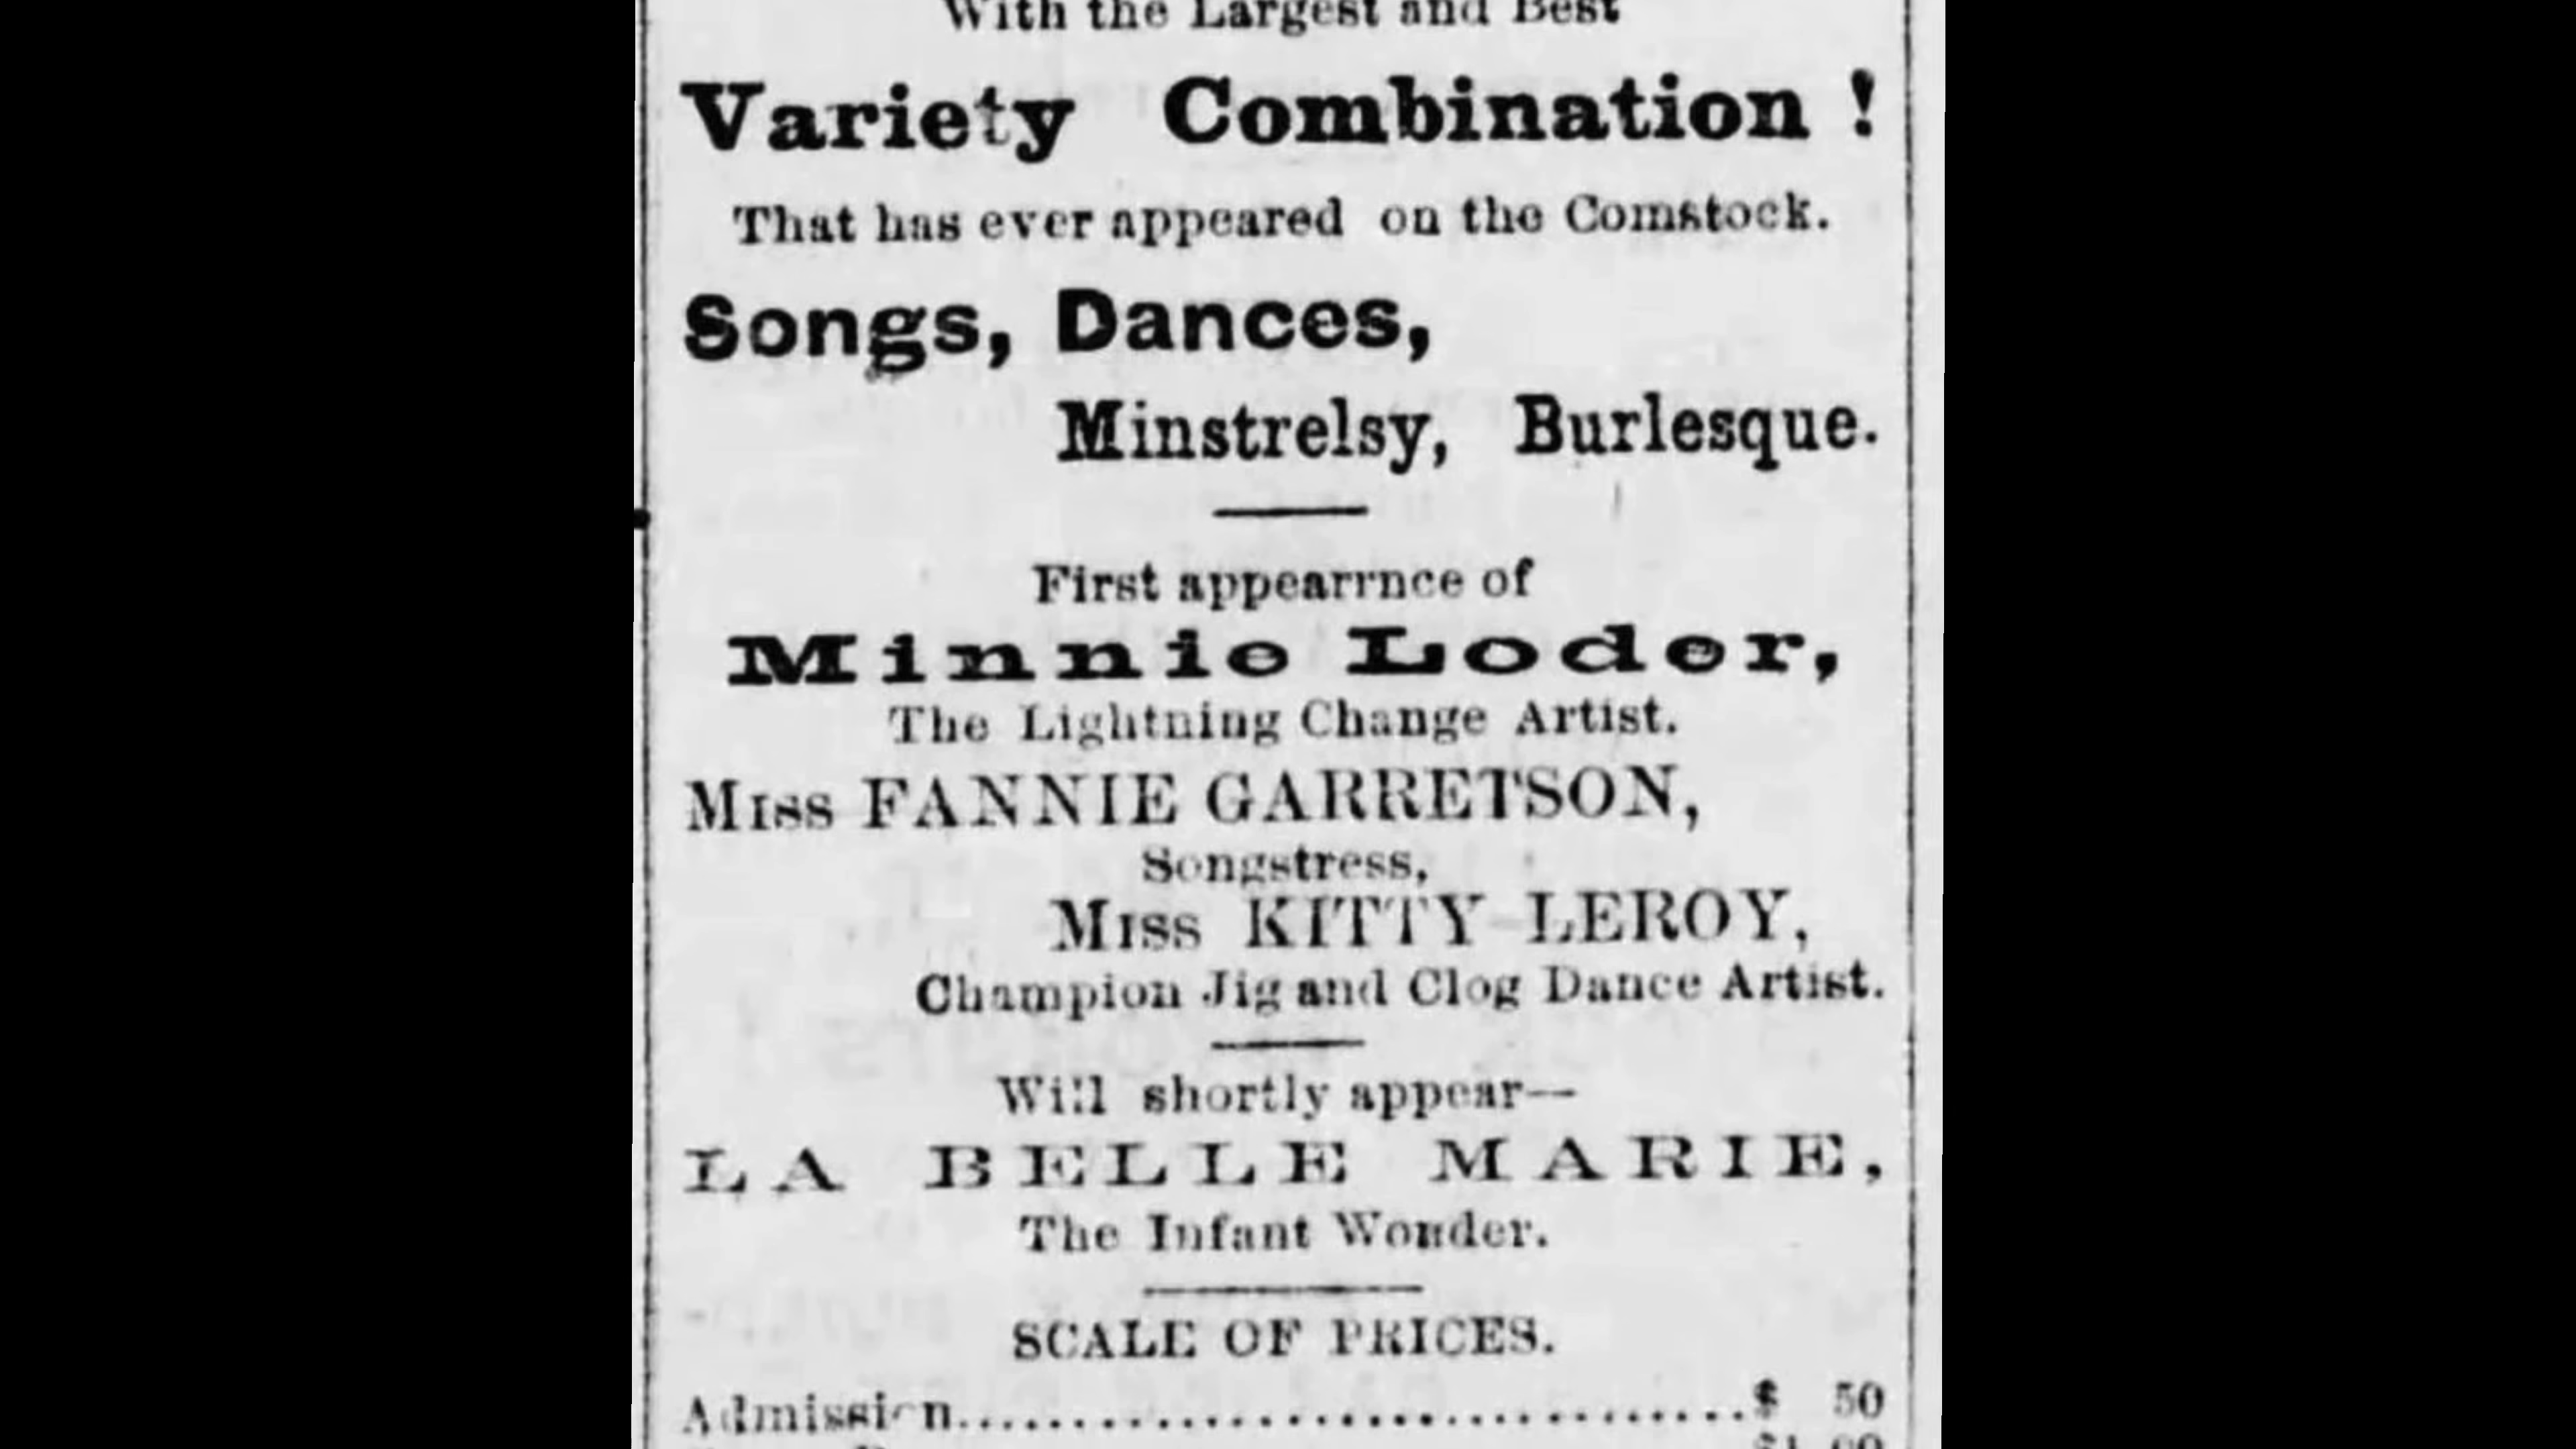 With the Largest and Best
Variety Combination !
That has ever appeared on the Comstock.
Songs, Dances,
Minstrelsy, Burlesque.
First appearrnce of
Minnie Loder,
The Lightning Change Artist.
Miss FANNIE GARRETSON,
Songstress,
Miss KITTY LEROY,
Champion Jig and Clog Dance Artist.
Will shortly appear—
LA BELLE MARIE,
The Infant Wonder.
SCALE OF PRICES.
Admission..................................$ 50